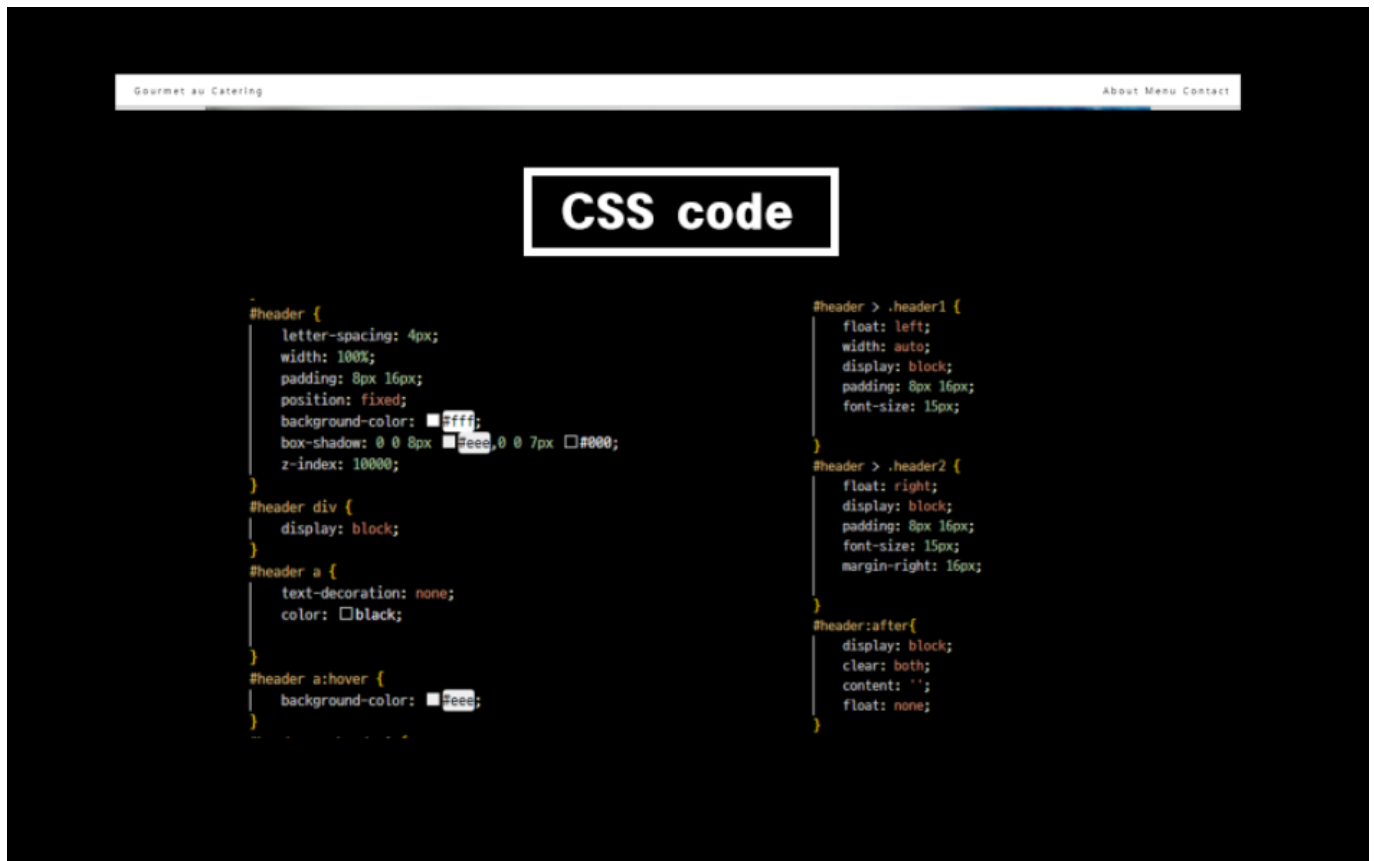 Gourmet au Catering
About Menu Contact
CSS code
#header {
letter-spacing: 4px;
width: 100%;
padding: 8px 16px;
position: fixed;
background-color: #fff;
box-shadow: 0 0 8px #eee,0 0 7px #000;
z-index: 10000;
}
#header div {
display: block;
}
#header a {
text-decoration: none;
color: black;
}
#header a:hover {
background-color: #eee;
}
#header > .header1 {
float: left;
width: auto;
display: block;
padding: 8px 16px;
font-size: 15px;
}
#header > .header2 {
float: right;
display: block;
padding: 8px 16px;
font-size: 15px;
margin-right: 16px;
}
#header:after{
display: block;
clear: both;
content: '';
float: none;
}